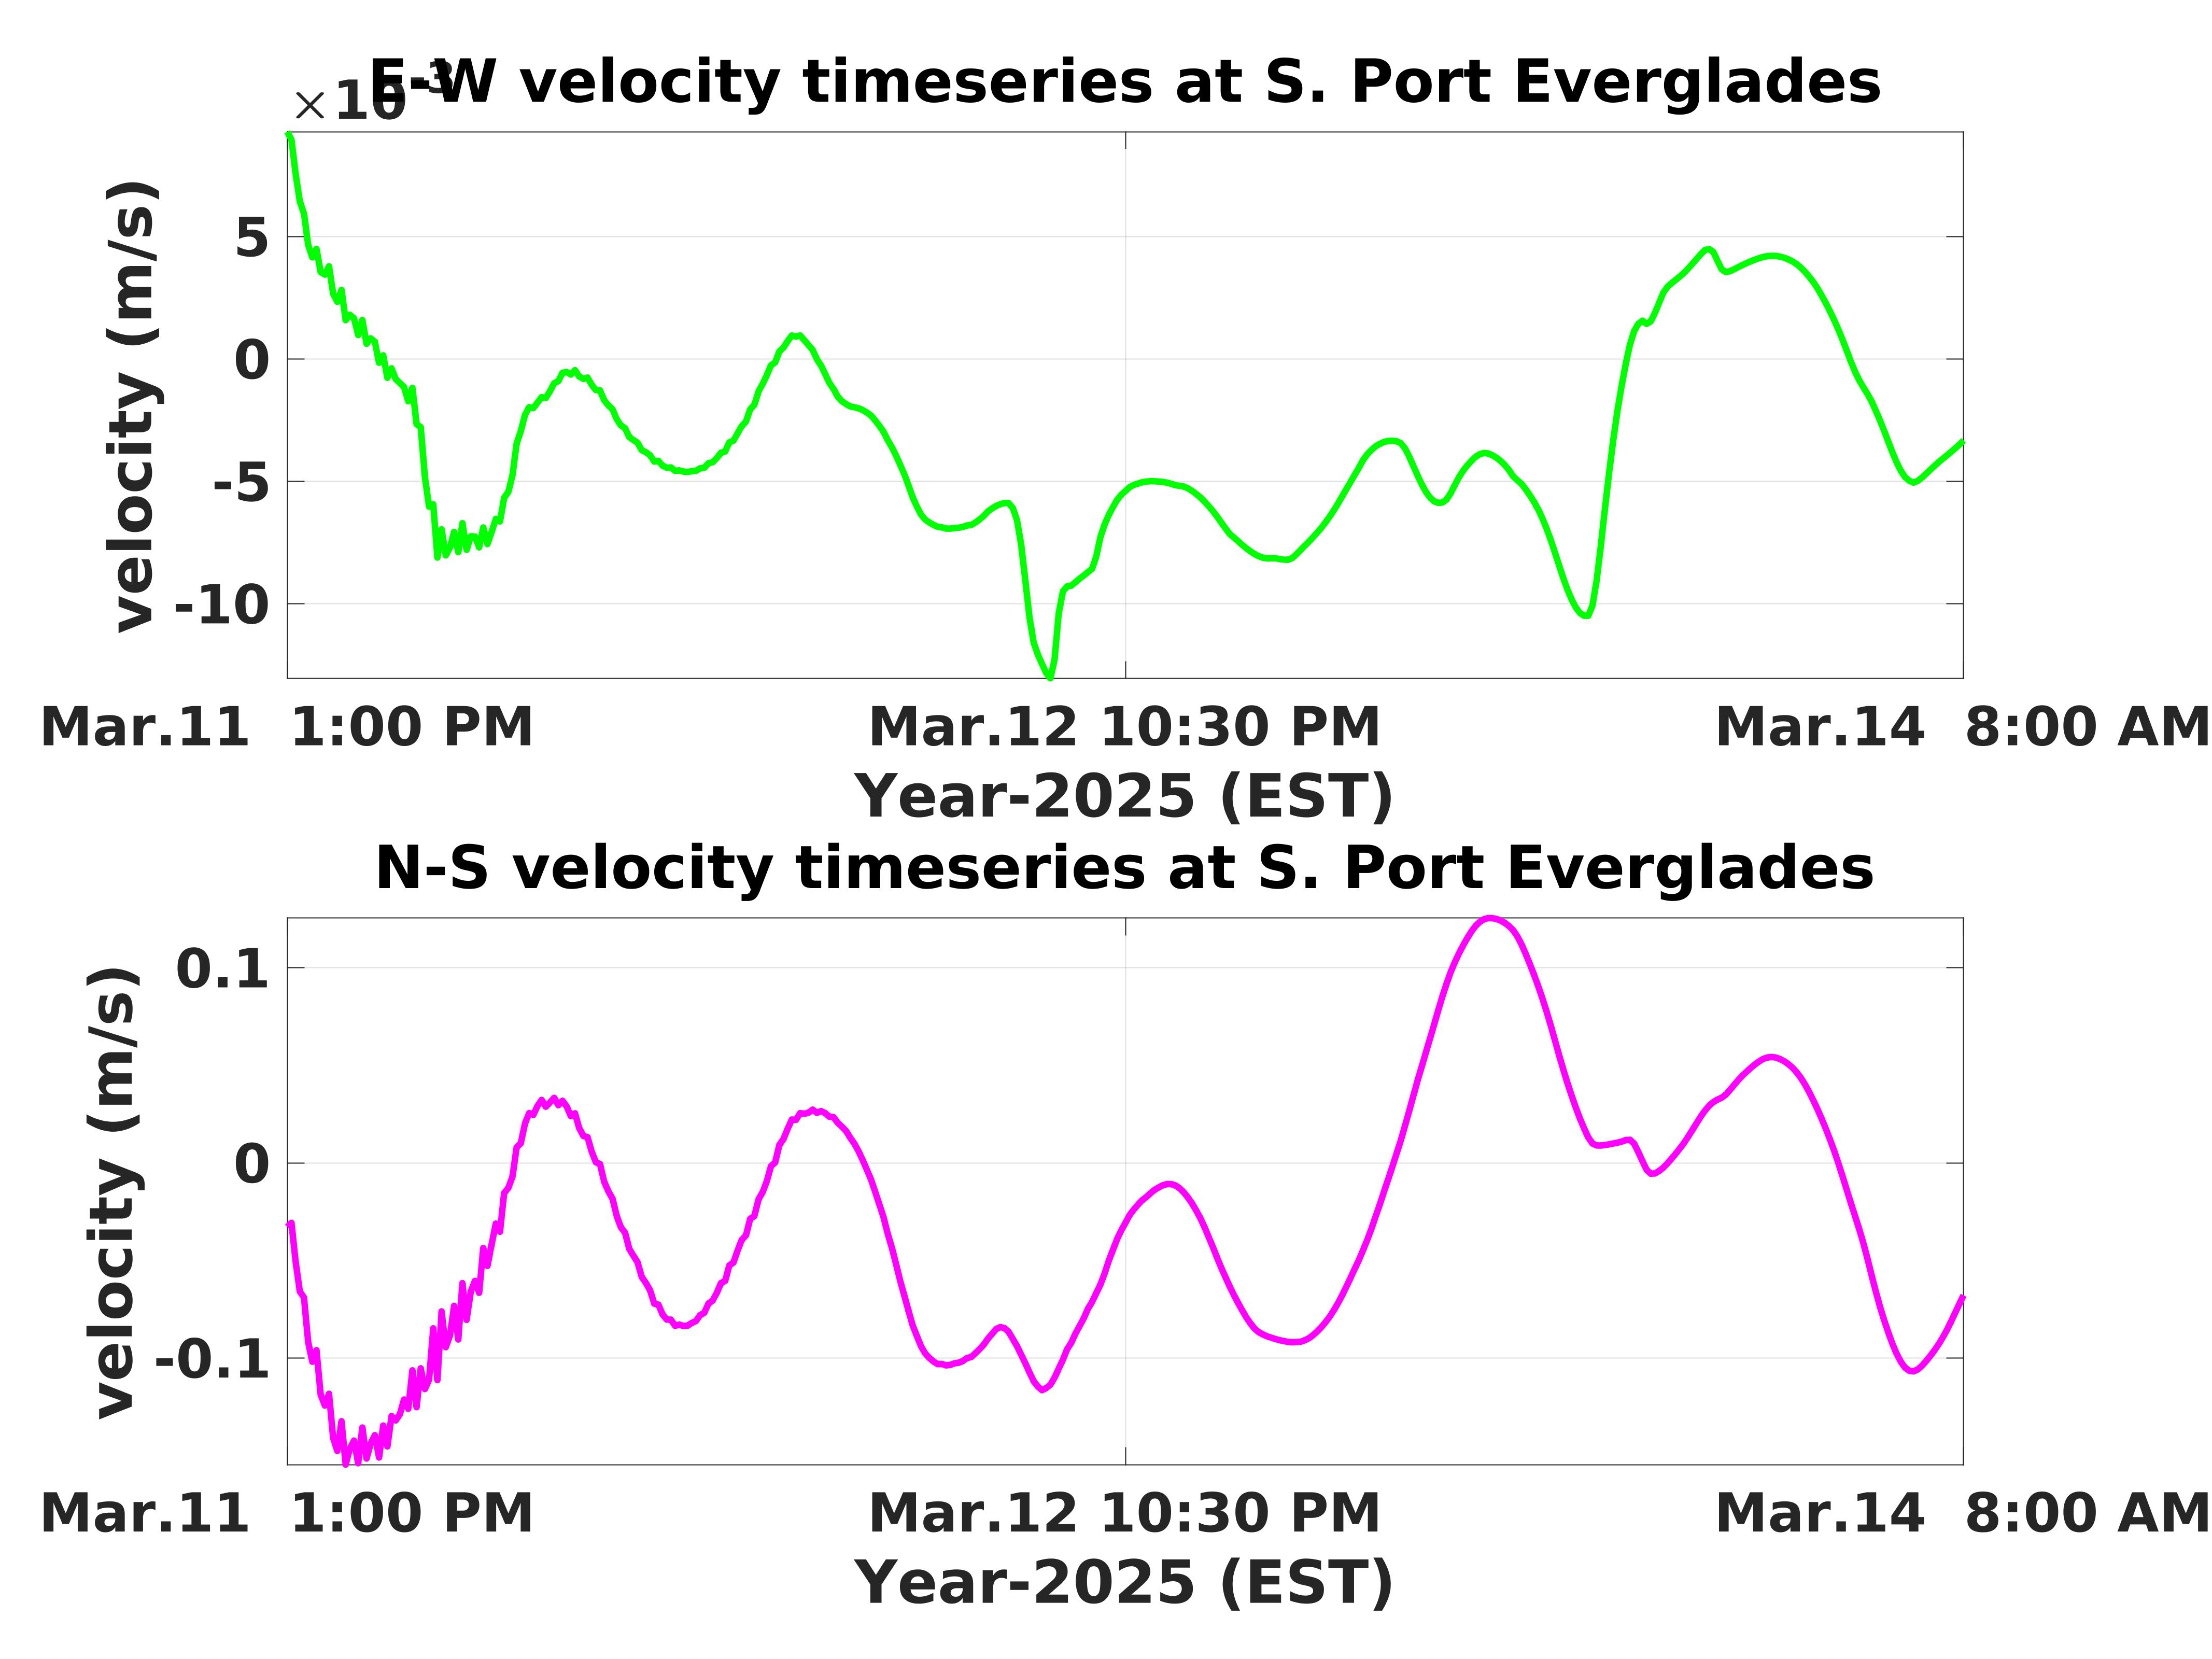 ×10-3
E-W velocity timeseries at S. Port Everglades
velocity (m/s)
5
0
-5
-10
Mar.11  1:00 PM Mar.12 10:30 PM Mar.14  8:00 AM
Year-2025 (EST)
N-S velocity timeseries at S. Port Everglades
velocity (m/s)
0.1
0
-0.1
Mar.11  1:00 PM Mar.12 10:30 PM Mar.14  8:00 AM
Year-2025 (EST)